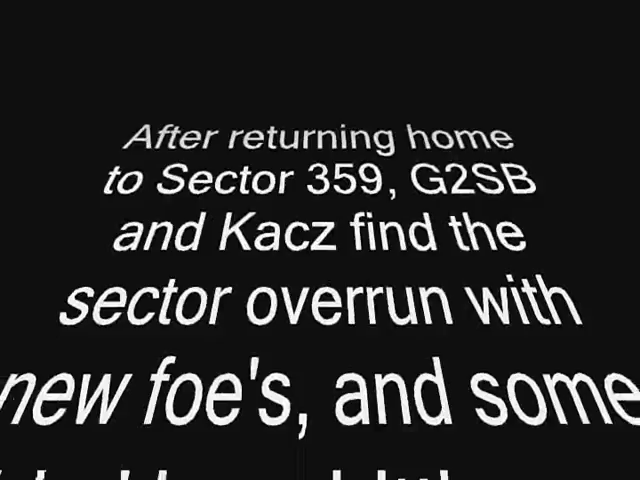 After returning home
to Sector 359, G2SB
and Kacz find the
sector overrun with
new foe's, and some